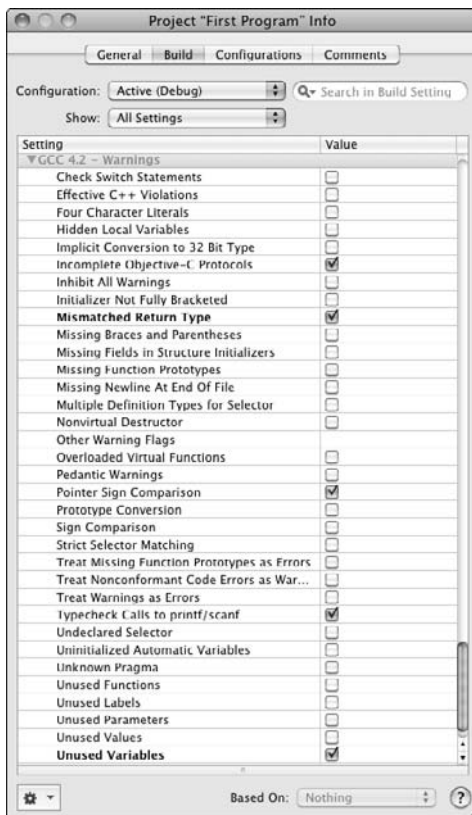 Project "First Program" Info
General Build Configurations Comments
Configuration: Active (Debug) Search in Build Setting
Show: All Settings
Setting Value
GCC 4.2 – Warnings
Check Switch Statements
Effective C++ Violations
Four Character Literals
Hidden Local Variables
Implicit Conversion to 32 Bit Type
Incomplete Objective-C Protocols
Inhibit All Warnings
Initializer Not Fully Bracketed
Mismatched Return Type
Missing Braces and Parentheses
Missing Fields in Structure Initializers
Missing Function Prototypes
Missing Newline At End Of File
Multiple Definition Types for Selector
Nonvirtual Destructor
Other Warning Flags
Overloaded Virtual Functions
Pedantic Warnings
Pointer Sign Comparison
Prototype Conversion
Sign Comparison
Strict Selector Matching
Treat Missing Function Prototypes as Errors
Treat Nonconformant Code Errors as War...
Treat Warnings as Errors
Typecheck Calls to printf/scanf
Undeclared Selector
Uninitialized Automatic Variables
Unknown Pragma
Unused Functions
Unused Labels
Unused Parameters
Unused Values
Unused Variables
Based On: Nothing ?